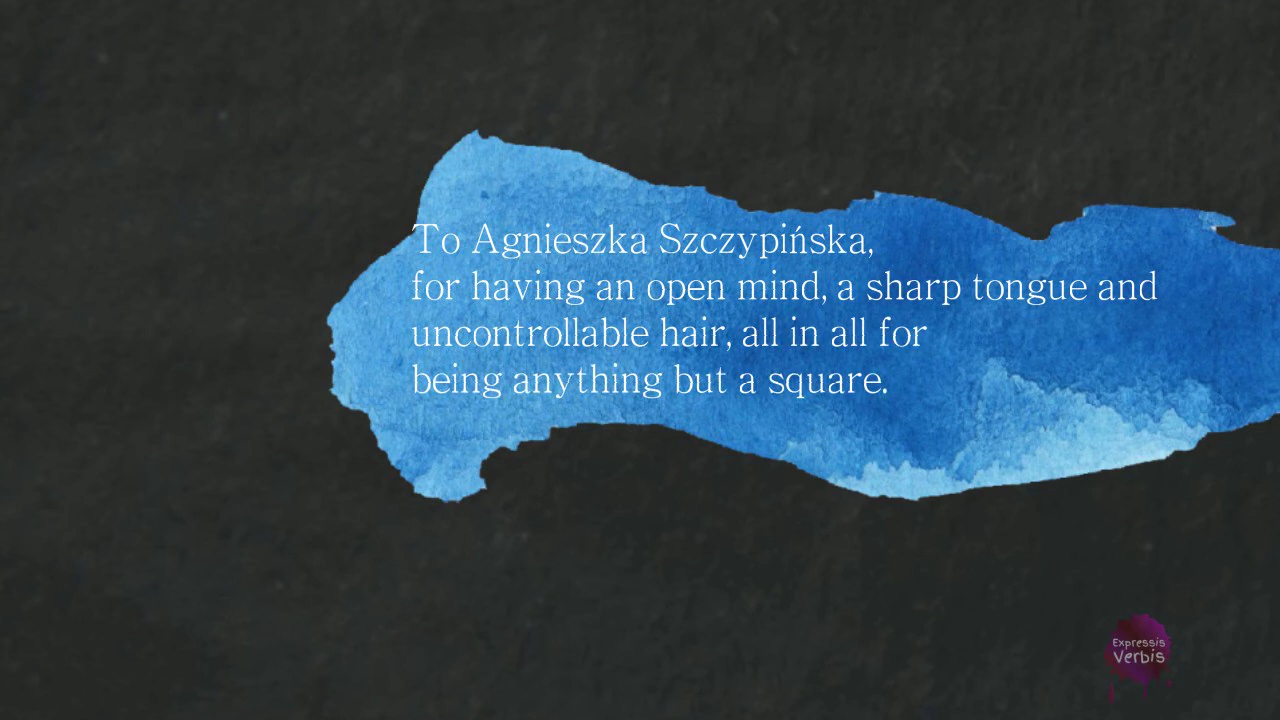 To Agnieszka Szczypińska,
for having an open mind, a sharp tongue and
uncontrollable hair, all in all for
being anything but a square.
Expressis
Verbis